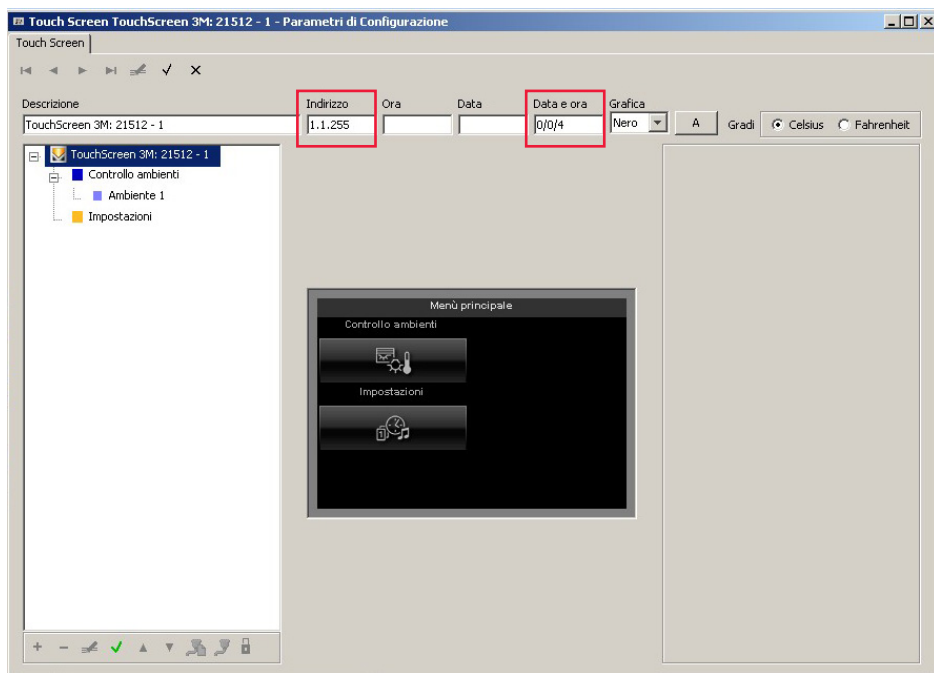 Touch Screen TouchScreen 3M: 21512 - 1 - Parametri di Configurazione
Touch Screen
Descrizione Indirizzo Ora Data Data e ora Grafica
TouchScreen 3M: 21512 - 1 1.1.255 0/0/4 Nero A Gradi Celsius Fahrenheit
TouchScreen 3M: 21512 - 1
Controllo ambienti
Ambiente 1
Impostazioni
Menù principale
Controllo ambienti
Impostazioni